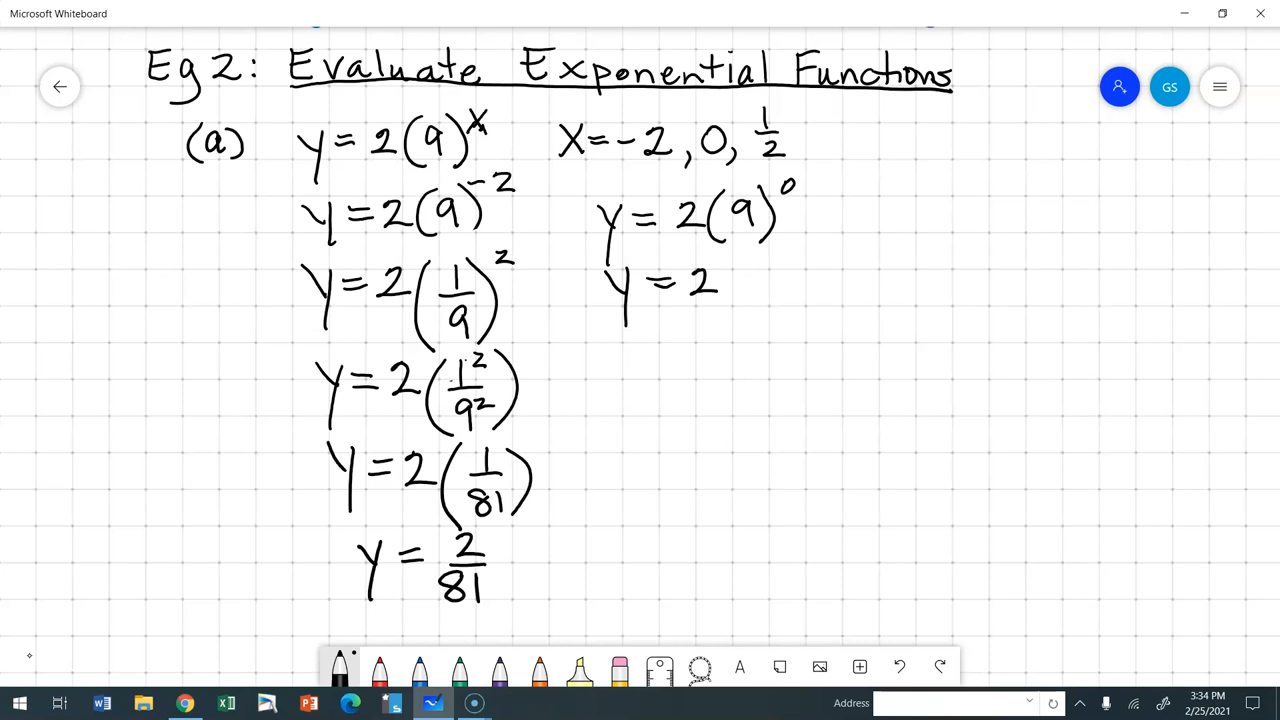 Microsoft Whiteboard
Eg 2: Evaluate Exponential Functions
(a) y = 2(9)^x x = -2, 0, 1/2
y = 2(9)^-2 y = 2(9)^0
y = 2(1/9)^2 y = 2
y = 2(1^2/9^2)
y = 2(1/81)
y = 2/81
GS
A
Address
3:34 PM
2/25/2021